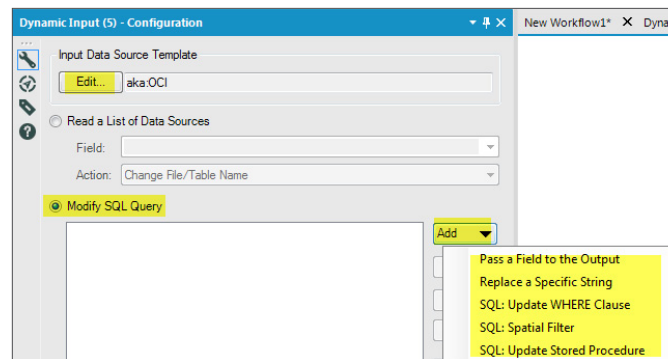 Dynamic Input (5) - Configuration
New Workflow1* X Dyna
Input Data Source Template
Edit... aka:OCI
Read a List of Data Sources
Field:
Action: Change File/Table Name
Modify SQL Query
Add
Pass a Field to the Output
Replace a Specific String
SQL: Update WHERE Clause
SQL: Spatial Filter
SQL: Update Stored Procedure